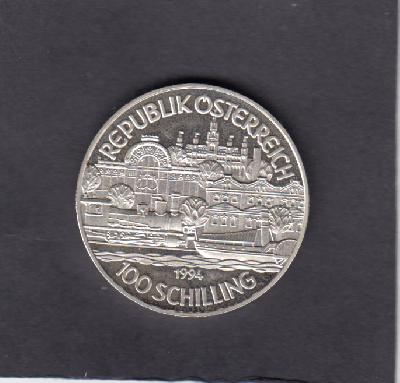 REPUBLIK ÖSTERREICH
1994
100 SCHILLING